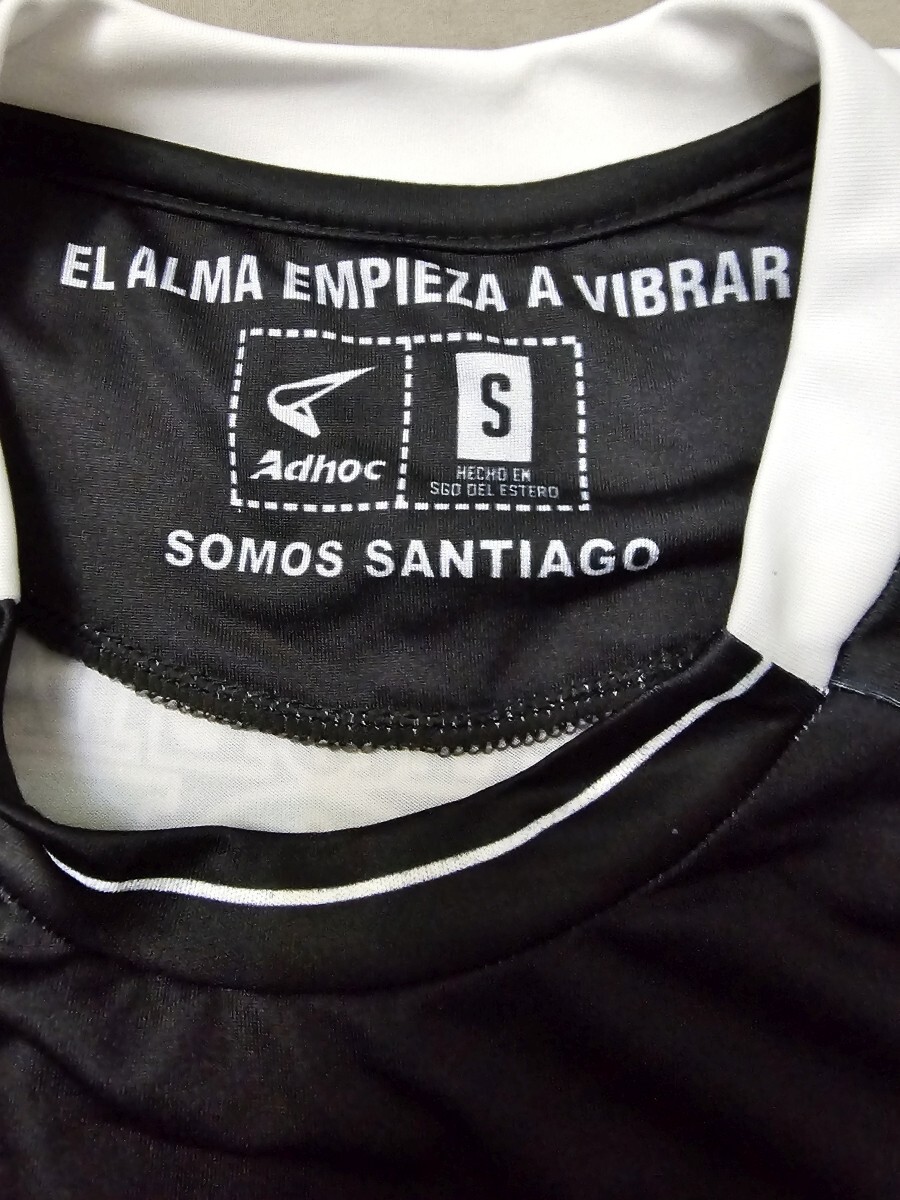 EL ALMA EMPIEZA A VIBRAR
Adhoc
S
HECHO EN
SGO DEL ESTERO
SOMOS SANTIAGO